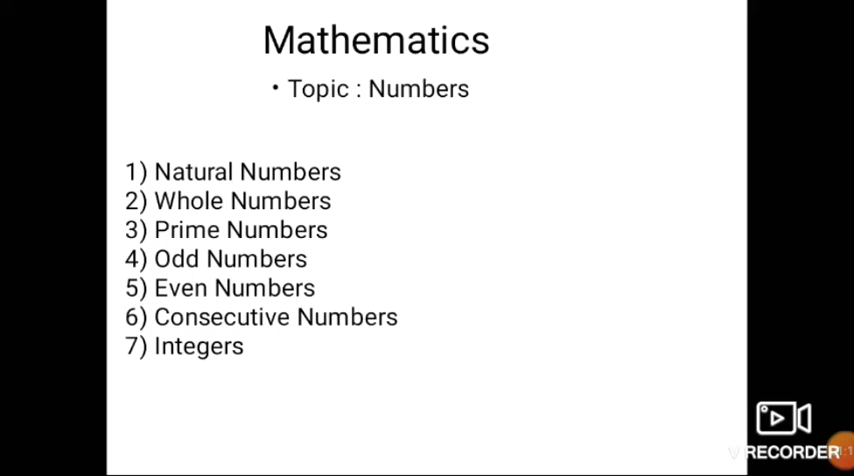 Mathematics
• Topic : Numbers
1) Natural Numbers
2) Whole Numbers
3) Prime Numbers
4) Odd Numbers
5) Even Numbers
6) Consecutive Numbers
7) Integers
V RECORDER